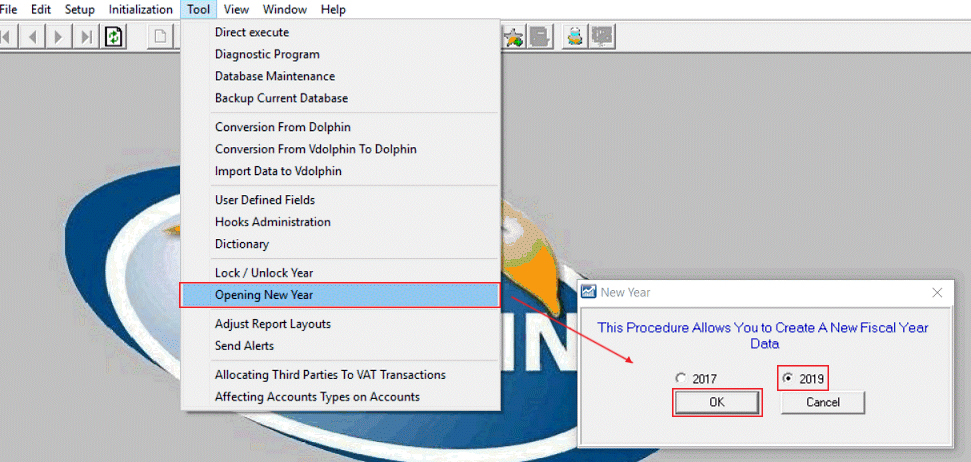 File Edit Setup Initialization Tool View Window Help
Direct execute
Diagnostic Program
Database Maintenance
Backup Current Database
Conversion From Dolphin
Conversion From Vdolphin To Dolphin
Import Data to Vdolphin
User Defined Fields
Hooks Administration
Dictionary
Lock / Unlock Year
Opening New Year
Adjust Report Layouts
Send Alerts
Allocating Third Parties To VAT Transactions
Affecting Accounts Types on Accounts
IN
New Year
This Procedure Allows You to Create A New Fiscal Year
Data
2017 2019
OK Cancel